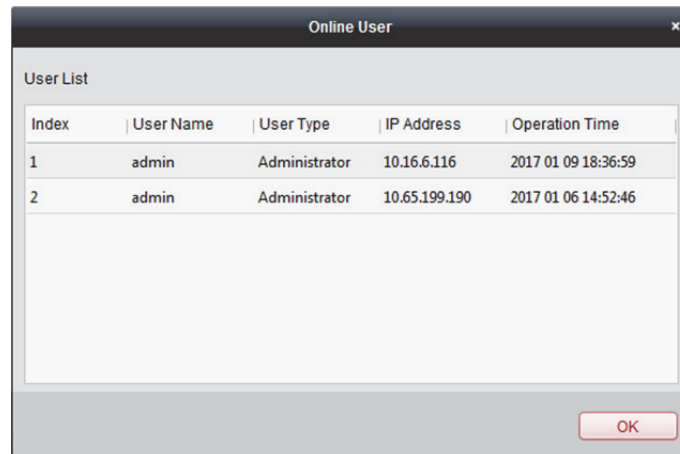 Online User
×
User List
Index User Name User Type IP Address Operation Time
1 admin Administrator 10.16.6.116 2017 01 09 18:36:59
2 admin Administrator 10.65.199.190 2017 01 06 14:52:46
OK